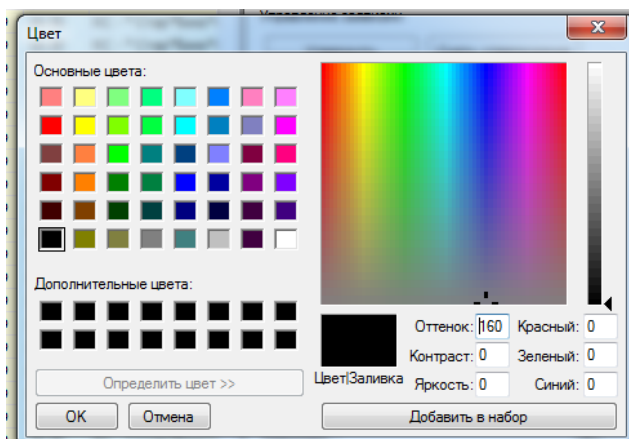 Цвет
Основные цвета:
Дополнительные цвета:
Определить цвет >>
OK
Отмена
Цвет|Заливка
Оттенок: 160
Контраст: 0
Яркость: 0
Красный: 0
Зеленый: 0
Синий: 0
Добавить в набор